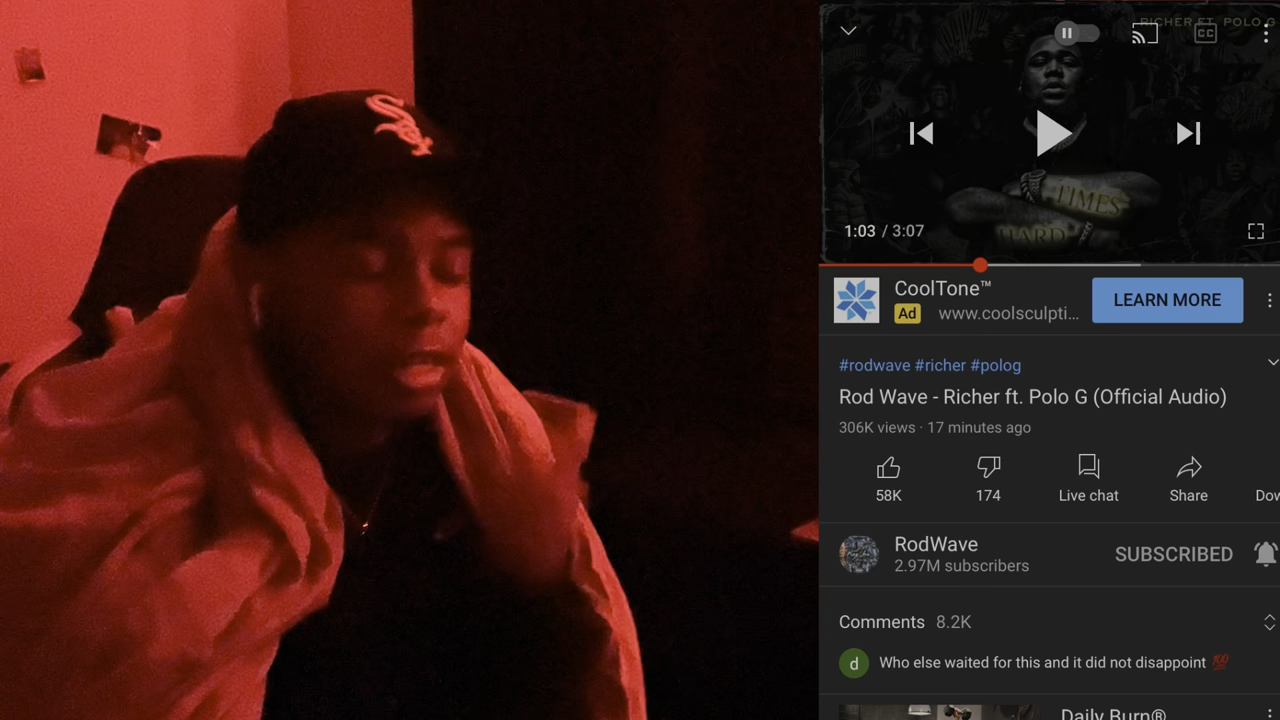 Sox
RICHER FT. POLO G
CC
TIMES
HARD
1:03 / 3:07
CoolTone™
LEARN MORE
Ad www.coolsculpti...
#rodwave #richer #polog
Rod Wave - Richer ft. Polo G (Official Audio)
306K views · 17 minutes ago
58K 174 Live chat Share Dow
RodWave
SUBSCRIBED
2.97M subscribers
Comments 8.2K
d Who else waited for this and it did not disappoint 💯
Daily Burn®